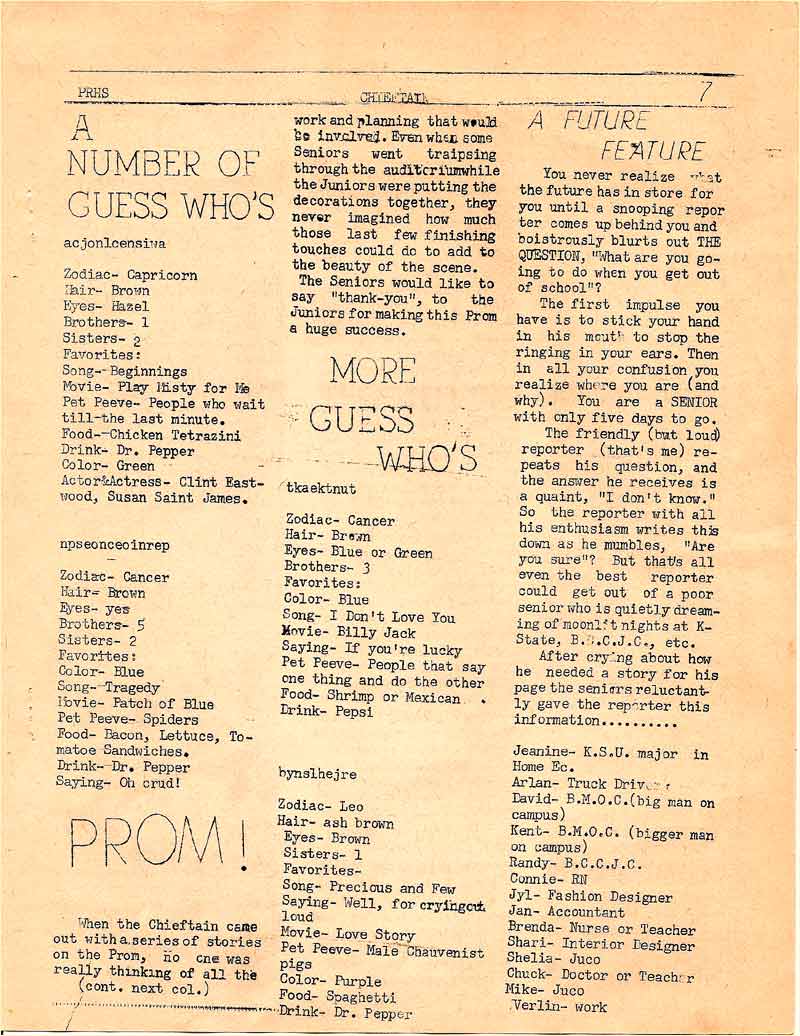 PRHS
CHIEFTAIN
7
A
NUMBER OF
GUESS WHO'S
acjonlcensiwa
Zodiac- Capricorn
Hair- Brown
Eyes- Hazel
Brothers- 1
Sisters- 2
Favorites:
Song--Beginnings
Movie- Play Misty for Me
Pet Peeve- People who wait
till-the last minute.
Food--Chicken Tetrazini
Drink- Dr. Pepper
Color- Green
Actor&Actress- Clint East-
wood, Susan Saint James.
npseonceoinrep
Zodiac- Cancer
Hair- Brown
Eyes- yes
Brothers- 5
Sisters- 2
Favorites:
Color- Blue
Song--Tragedy
Movie- Patch of Blue
Pet Peeve- Spiders
Food- Bacon, Lettuce, To-
matoe Sandwiches.
Drink--Dr. Pepper
Saying- Oh crud!
PROM!
When the Chieftain came
out with a series of stories
on the Prom, no one was
really thinking of all the
(cont. next col.)
work and planning that would
be involved. Even when some
Seniors went traipsing
through the auditoriumwhile
the Juniors were putting the
decorations together, they
never imagined how much
those last few finishing
touches could do to add to
the beauty of the scene.
The Seniors would like to
say "thank-you", to the
Juniors for making this Prom
a huge success.
MORE
GUESS
WHO'S
tkaektnut
Zodiac- Cancer
Hair- Brown
Eyes- Blue or Green
Brothers- 3
Favorites:
Color- Blue
Song- I Don't Love You
Movie- Billy Jack
Saying- If you're lucky
Pet Peeve- People that say
one thing and do the other
Food- Shrimp or Mexican .
Drink- Pepsi
bynslhejre
Zodiac- Leo
Hair- ash brown
Eyes- Brown
Sisters- 1
Favorites-
Song- Precious and Few
Saying- Well, for cryingout
loud
Movie- Love Story
Pet Peeve- Male Chauvenist
pigs
Color- Purple
Food- Spaghetti
Drink- Dr. Pepper
A FUTURE
FEATURE
You never realize what
the future has in store for
you until a snooping repor
ter comes up behind you and
boistrously blurts out THE
QUESTION, "What are you go-
ing to do when you get out
of school"?
The first impulse you
have is to stick your hand
in his mouth to stop the
ringing in your ears. Then
in all your confusion you
realize where you are (and
why). You are a SENIOR
with only five days to go.
The friendly (but loud)
reporter (that's me) re-
peats his question, and
the answer he receives is
a quaint, "I don't know."
So the reporter with all
his enthusiasm writes this
down as he mumbles, "Are
you sure"? But that's all
even the best reporter
could get out of a poor
senior who is quietly dream-
ing of moonlit nights at K-
State, B.C.C.J.C., etc.
After crying about how
he needed a story for his
page the seniors reluctant-
ly gave the reporter this
information..........
Jeanine- K.S.U. major in
Home Ec.
Arlan- Truck Driver
David- B.M.O.C.(big man on
campus)
Kent- B.M.O.C. (bigger man
on campus)
Randy- B.C.C.J.C.
Connie- RN
Jyl- Fashion Designer
Jan- Accountant
Brenda- Nurse or Teacher
Shari- Interior Designer
Shelia- Juco
Chuck- Doctor or Teacher
Mike- Juco
Verlin- work